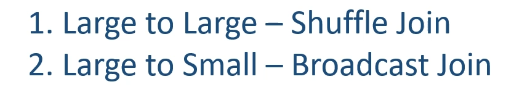 1. Large to Large – Shuffle Join
2. Large to Small – Broadcast Join